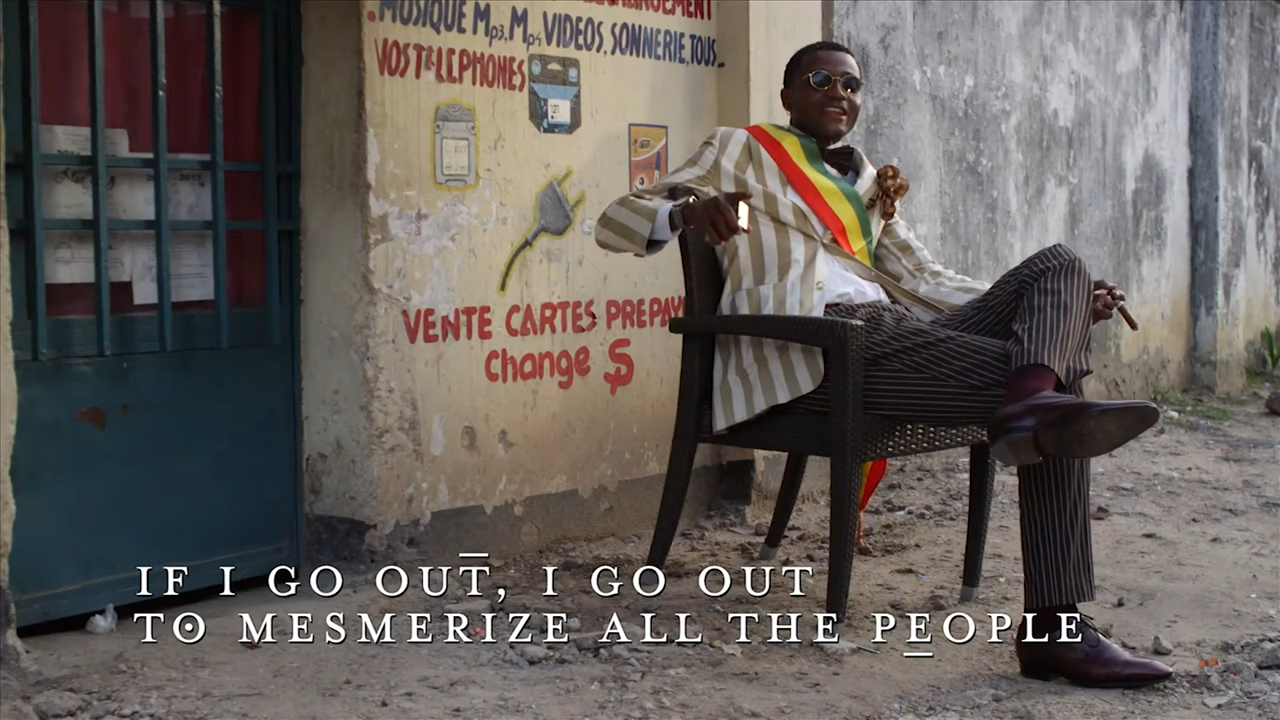 MUSIQUE Mp3, Mp4 VIDEOS, SONNERIE, TOUS..
VOS TELEPHONES
VENTE CARTES PREPAY
Change $
IF I GO OUT, I GO OUT
TO MESMERIZE ALL THE PEOPLE